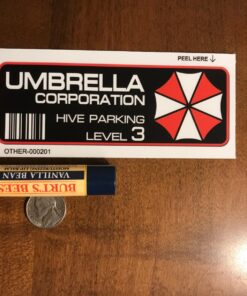 PEEL HERE ↓
UMBRELLA
CORPORATION
HIVE PARKING
LEVEL 3
OTHER-000201
BURT'S BEES
VANILLA BEAN